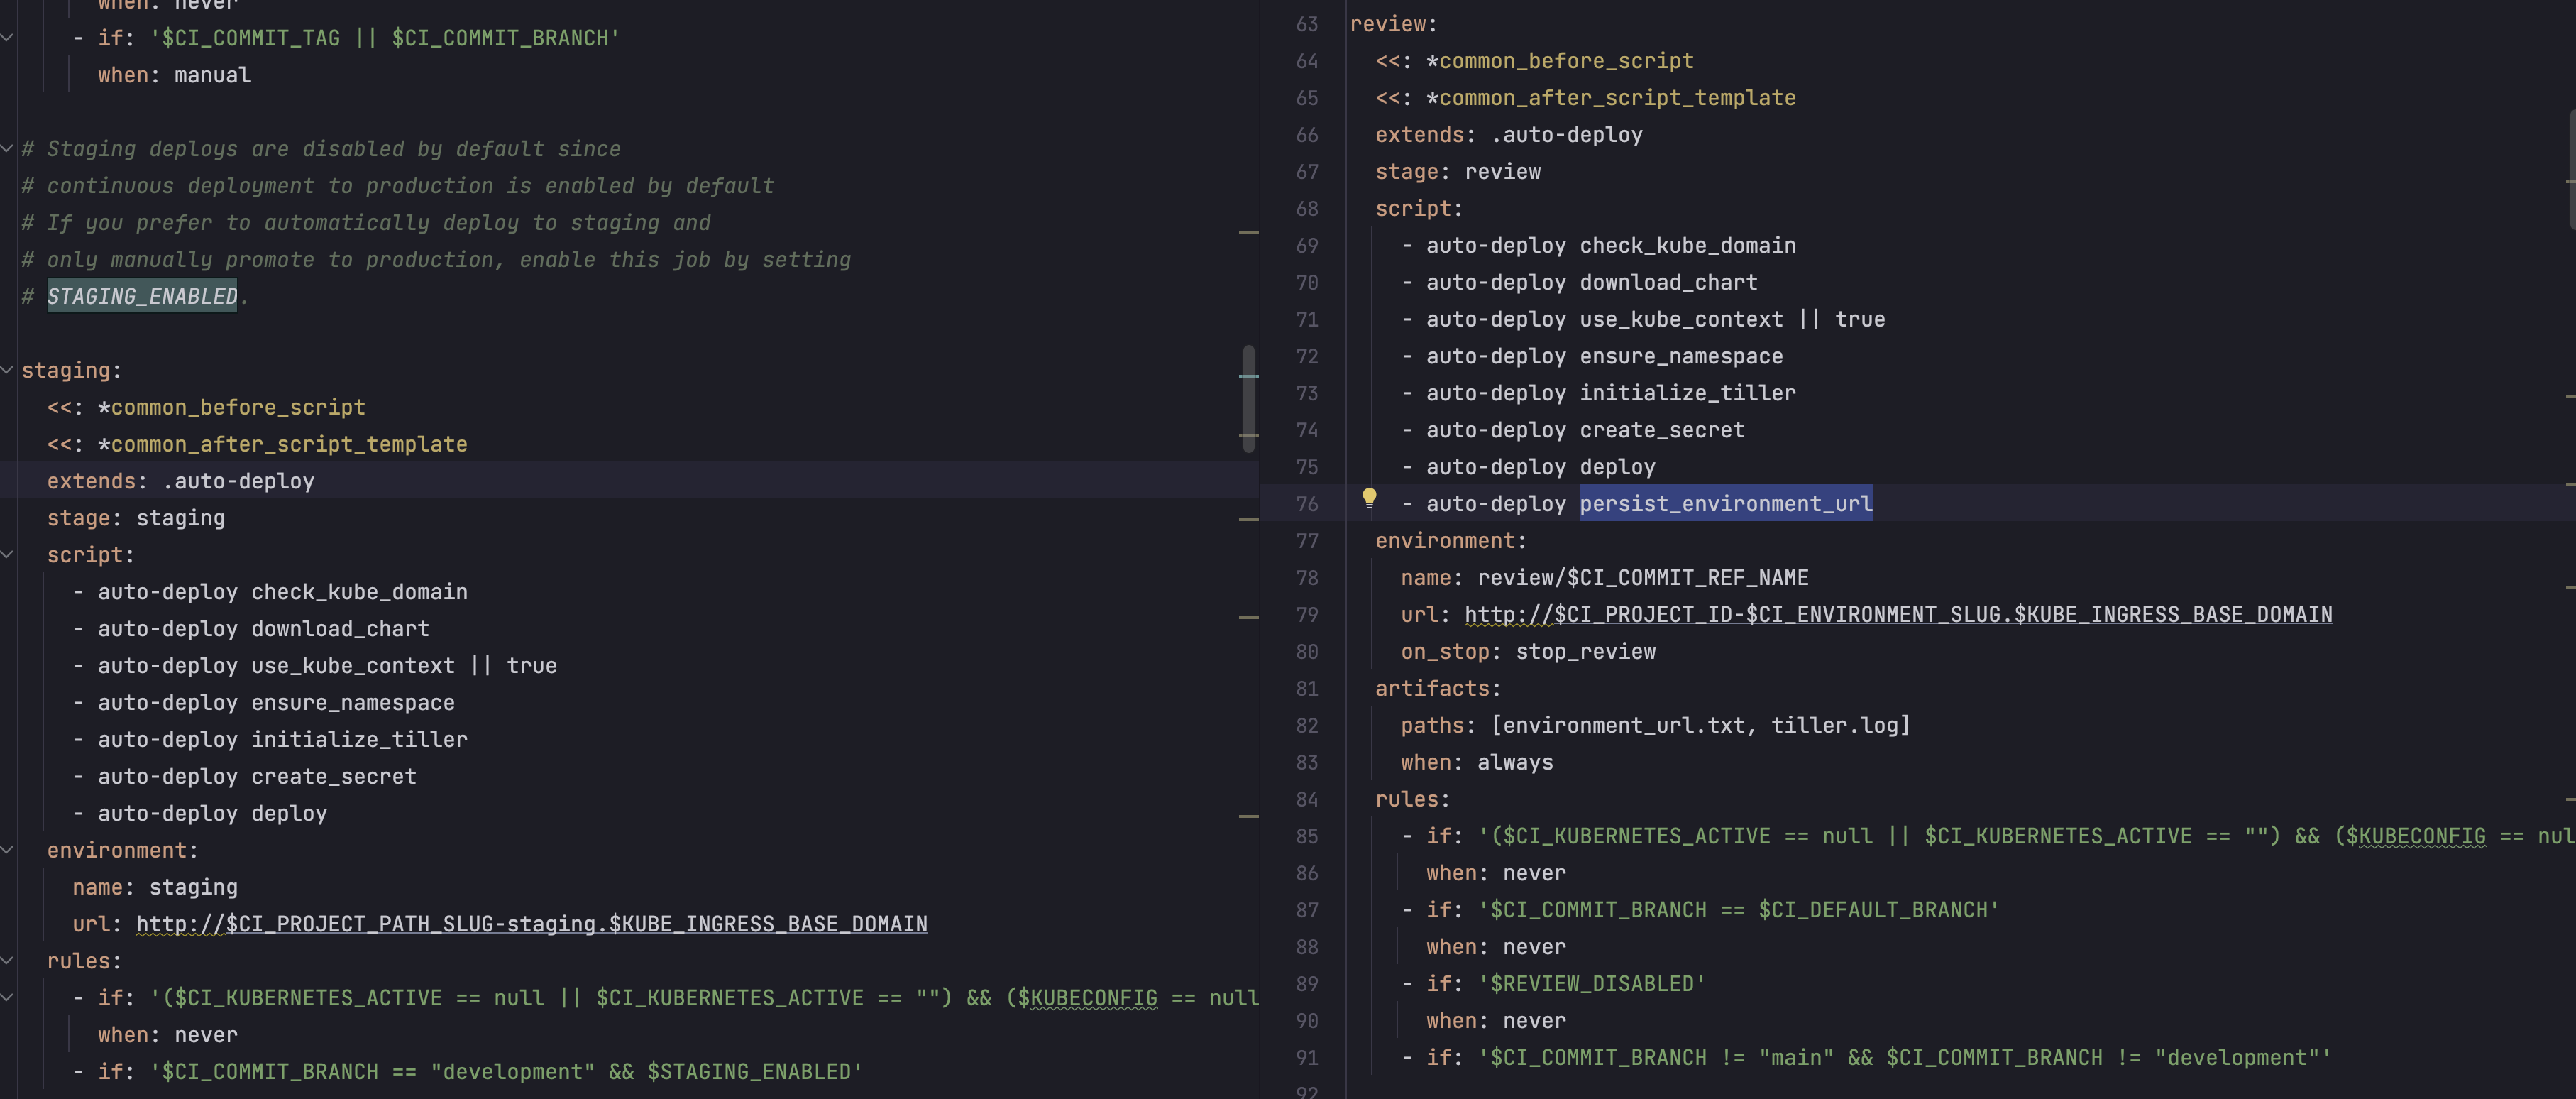 when: never
- if: '$CI_COMMIT_TAG || $CI_COMMIT_BRANCH'
when: manual
# Staging deploys are disabled by default since
# continuous deployment to production is enabled by default
# If you prefer to automatically deploy to staging and
# only manually promote to production, enable this job by setting
# STAGING_ENABLED.
staging:
<<: *common_before_script
<<: *common_after_script_template
extends: .auto-deploy
stage: staging
script:
- auto-deploy check_kube_domain
- auto-deploy download_chart
- auto-deploy use_kube_context || true
- auto-deploy ensure_namespace
- auto-deploy initialize_tiller
- auto-deploy create_secret
- auto-deploy deploy
environment:
name: staging
url: http://$CI_PROJECT_PATH_SLUG-staging.$KUBE_INGRESS_BASE_DOMAIN
rules:
- if: '($CI_KUBERNETES_ACTIVE == null || $CI_KUBERNETES_ACTIVE == "") && ($KUBECONFIG == null
when: never
- if: '$CI_COMMIT_BRANCH == "development" && $STAGING_ENABLED'
63 review:
64 <<: *common_before_script
65 <<: *common_after_script_template
66 extends: .auto-deploy
67 stage: review
68 script:
69 - auto-deploy check_kube_domain
70 - auto-deploy download_chart
71 - auto-deploy use_kube_context || true
72 - auto-deploy ensure_namespace
73 - auto-deploy initialize_tiller
74 - auto-deploy create_secret
75 - auto-deploy deploy
76 - auto-deploy persist_environment_url
77 environment:
78 name: review/$CI_COMMIT_REF_NAME
79 url: http://$CI_PROJECT_ID-$CI_ENVIRONMENT_SLUG.$KUBE_INGRESS_BASE_DOMAIN
80 on_stop: stop_review
81 artifacts:
82 paths: [environment_url.txt, tiller.log]
83 when: always
84 rules:
85 - if: '($CI_KUBERNETES_ACTIVE == null || $CI_KUBERNETES_ACTIVE == "") && ($KUBECONFIG == nul
86 when: never
87 - if: '$CI_COMMIT_BRANCH == $CI_DEFAULT_BRANCH'
88 when: never
89 - if: '$REVIEW_DISABLED'
90 when: never
91 - if: '$CI_COMMIT_BRANCH != "main" && $CI_COMMIT_BRANCH != "development"'
92